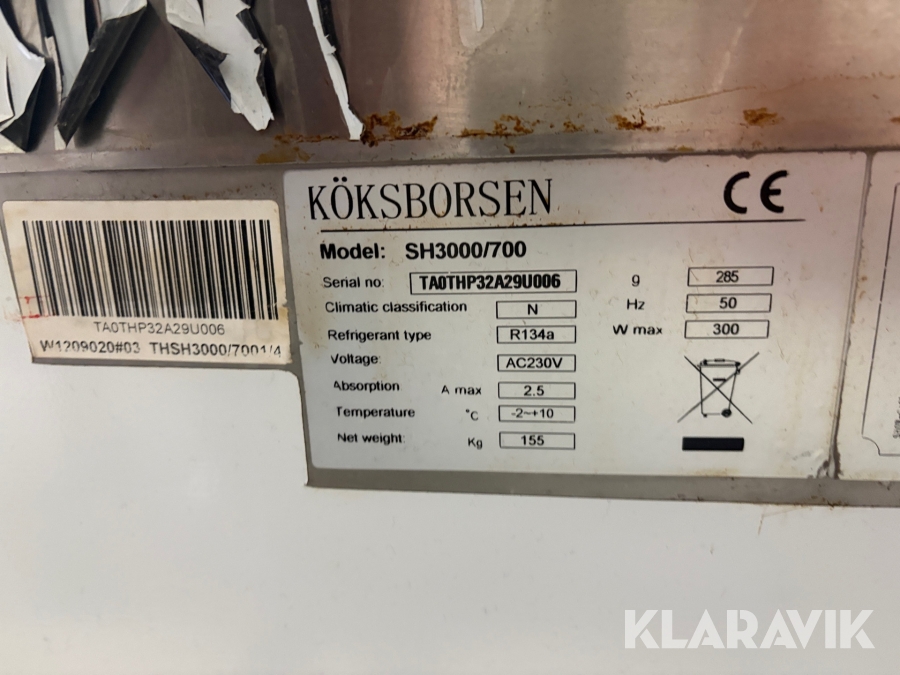 KÖKSBORSEN
CE
Model: SH3000/700
Serial no: TA0THP32A29U006
Climatic classification N
Refrigerant type R134a
Voltage: AC230V
Absorption A max 2.5
Temperature °C -2~+10
Net weight: Kg 155
g 285
Hz 50
W max 300
TA0THP32A29U006
W1209020#03 THSH3000/7001/4
KLARAVIK